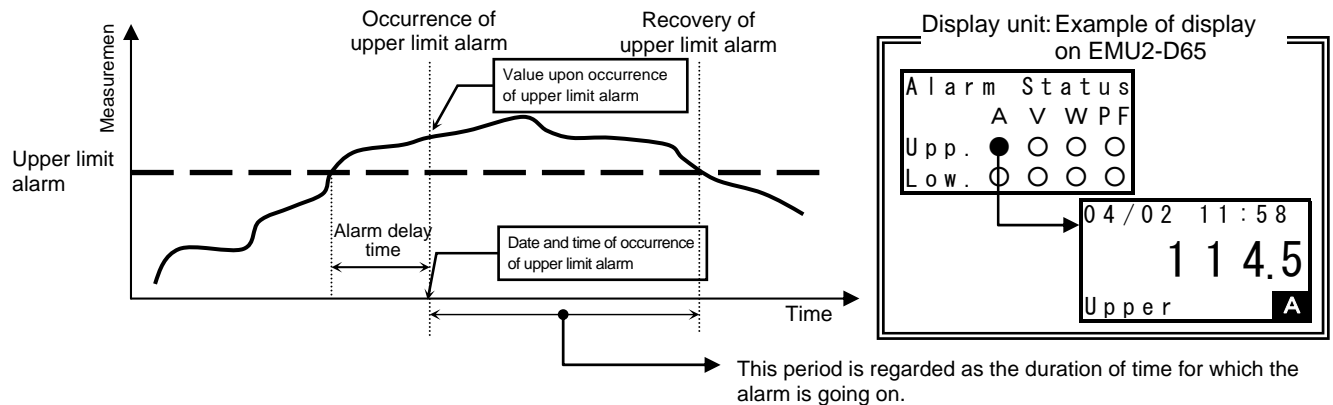 Measuremen
Upper limit
alarm
Occurrence of
upper limit alarm
Recovery of
upper limit alarm
Value upon occurrence
of upper limit alarm
Alarm delay
time
Date and time of occurrence
of upper limit alarm
Time
This period is regarded as the duration of time for which the
alarm is going on.
Display unit: Example of display
on EMU2-D65
Alarm Status
A V W PF
Upp.
Low.
04/02 11:58
114.5
Upper A